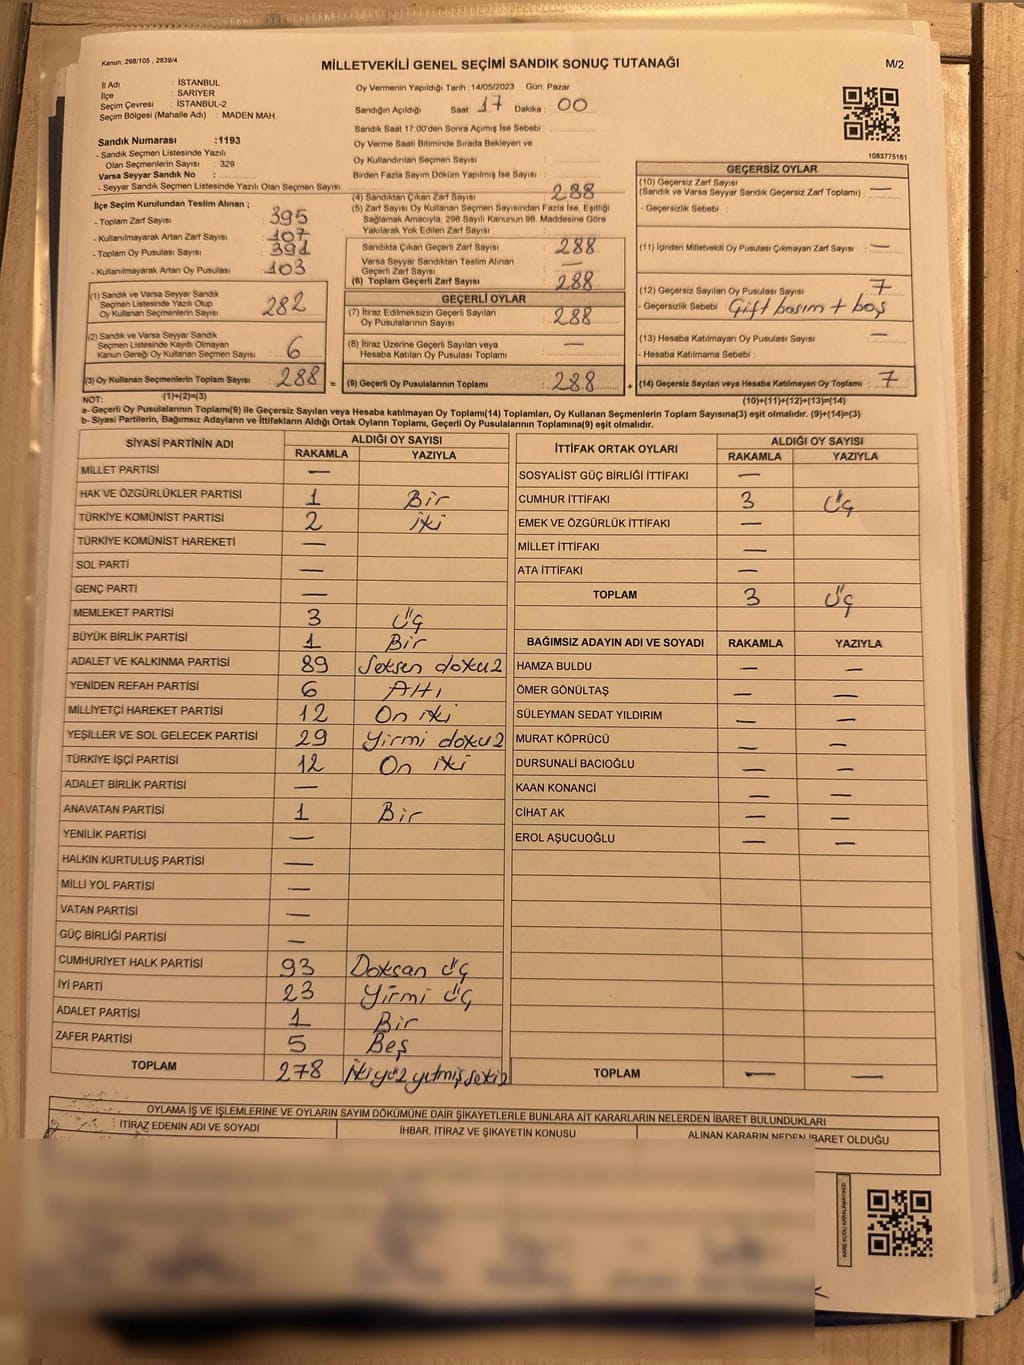 Kanun; 298/105 , 2839/4
MİLLETVEKİLİ GENEL SEÇİMİ SANDIK SONUÇ TUTANAĞI
M/2
İl Adı : İSTANBUL
İlçe : SARIYER
Seçim Çevresi : İSTANBUL-2
Seçim Bölgesi (Mahalle Adı) : MADEN MAH.
Sandık Numarası :1193
- Sandık Seçmen Listesinde Yazılı
Olan Seçmenlerin Sayısı : 329
Varsa Seyyar Sandık No :
- Seyyar Sandık Seçmen Listesinde Yazılı Olan Seçmen Sayısı:
Oy Vermenin Yapıldığı Tarih : 14/05/2023 Gün: Pazar
Sandığın Açıldığı Saat: 17 Dakika : 00
Sandık Saat 17.00'den Sonra Açımış İse Sebebi :
Oy Verme Saati Bitiminde Sırada Bekleyen ve
Oy Kullandırılan Seçmen Sayısı :
Birden Fazla Sayım Döküm Yapılmış İse Sayısı :
1083775161
İlçe Seçim Kurulundan Teslim Alınan ;
- Toplam Zarf Sayısı : 395
- Kullanılmayarak Artan Zarf Sayısı : 107
- Toplam Oy Pusulası Sayısı : 391
- Kullanılmayarak Artan Oy Pusulası : 103
(1) Sandık ve Varsa Seyyar Sandık
Seçmen Listesinde Yazılı Olup
Oy Kullanan Seçmenlerin Sayısı : 282
(2) Sandık ve Varsa Seyyar Sandık
Seçmen Listesinde Kayıtlı Olmayan
Kanun Gereği Oy Kullanan Seçmen Sayısı : 6
(3) Oy Kullanan Seçmenlerin Toplam Sayısı : 288 =
(1)+(2)=(3)
(4) Sandıktan Çıkan Zarf Sayısı : 288
(5) Zarf Sayısı Oy Kullanan Seçmen Sayısından Fazla İse, Eşitliği
Sağlamak Amacıyla, 298 Sayılı Kanunun 98. Maddesine Göre
Yakılarak Yok Edilen Zarf Sayısı :
Sandıkta Çıkan Geçerli Zarf Sayısı : 288
Varsa Seyyar Sandıktan Teslim Alınan
Geçerli Zarf Sayısı : —
(6) Toplam Geçerli Zarf Sayısı : 288
GEÇERLİ OYLAR
(7) İtiraz Edilmeksizin Geçerli Sayılan
Oy Pusulalarının Sayısı : 288
(8) İtiraz Üzerine Geçerli Sayılan veya
Hesaba Katılan Oy Pusulası Toplamı : —
(9) Geçerli Oy Pusulalarının Toplamı : 288 +
GEÇERSİZ OYLAR
(10) Geçersiz Zarf Sayısı
(Sandık ve Varsa Seyyar Sandık Geçersiz Zarf Toplamı) : —
- Geçersizlik Sebebi :
(11) İçinden Milletvekili Oy Pusulası Çıkmayan Zarf Sayısı : —
(12) Geçersiz Sayılan Oy Pusulası Sayısı : 7
- Geçersizlik Sebebi : Çift basım + boş
(13) Hesaba Katılmayan Oy Pusulası Sayısı : —
- Hesaba Katılmama Sebebi :
(14) Geçersiz Sayılan veya Hesaba Katılmayan Oy Toplamı : 7
(10)+(11)+(12)+(13)=(14)
NOT:
a- Geçerli Oy Pusulalarının Toplamı(9) ile Geçersiz Sayılan veya Hesaba katılmayan Oy Toplamı(14) Toplamları, Oy Kullanan Seçmenlerin Toplam Sayısına(3) eşit olmalıdır. (9)+(14)=(3)
b- Siyasi Partilerin, Bağımsız Adayların ve İttifakların Aldığı Ortak Oyların Toplamı, Geçerli Oy Pusulalarının Toplamına(9) eşit olmalıdır.
SİYASİ PARTİNİN ADI ALDIĞI OY SAYISI
RAKAMLA YAZIYLA
MİLLET PARTİSİ —
HAK VE ÖZGÜRLÜKLER PARTİSİ 1 Bir
TÜRKİYE KOMÜNİST PARTİSİ 2 iki
TÜRKİYE KOMÜNİST HAREKETİ —
SOL PARTİ —
GENÇ PARTİ —
MEMLEKET PARTİSİ 3 Üç
BÜYÜK BİRLİK PARTİSİ 1 Bir
ADALET VE KALKINMA PARTİSİ 89 Seksen dokuz
YENİDEN REFAH PARTİSİ 6 Altı
MİLLİYETÇİ HAREKET PARTİSİ 12 On iki
YEŞİLLER VE SOL GELECEK PARTİSİ 29 Yirmi dokuz
TÜRKİYE İŞÇİ PARTİSİ 12 On iki
ADALET BİRLİK PARTİSİ —
ANAVATAN PARTİSİ 1 Bir
YENİLİK PARTİSİ —
HALKIN KURTULUŞ PARTİSİ —
MİLLİ YOL PARTİSİ —
VATAN PARTİSİ —
GÜÇ BİRLİĞİ PARTİSİ —
CUMHURİYET HALK PARTİSİ 93 Doksan üç
İYİ PARTİ 23 Yirmi üç
ADALET PARTİSİ 1 Bir
ZAFER PARTİSİ 5 Beş
TOPLAM 278 İkiyüz yetmiş sekiz
İTTİFAK ORTAK OYLARI ALDIĞI OY SAYISI
RAKAMLA YAZIYLA
SOSYALİST GÜÇ BİRLİĞİ İTTİFAKI —
CUMHUR İTTİFAKI 3 Üç
EMEK VE ÖZGÜRLÜK İTTİFAKI —
MİLLET İTTİFAKI —
ATA İTTİFAKI —
TOPLAM 3 Üç
BAĞIMSIZ ADAYIN ADI VE SOYADI RAKAMLA YAZIYLA
HAMZA BULDU — —
ÖMER GÖNÜLTAŞ — —
SÜLEYMAN SEDAT YILDIRIM — —
MURAT KÖPRÜCÜ — —
DURSUNALİ BACIOĞLU — —
KAAN KONANCİ — —
CİHAT AK — —
EROL AŞUCUOĞLU — —
TOPLAM — —
OYLAMA İŞ VE İŞLEMLERİNE VE OYLARIN SAYIM DÖKÜMÜNE DAİR ŞİKAYETLERLE BUNLARA AİT KARARLARIN NELERDEN İBARET BULUNDUKLARI
İTİRAZ EDENİN ADI VE SOYADI İHBAR, İTİRAZ VE ŞİKAYETİN KONUSU ALINAN KARARIN NEDEN İBARET OLDUĞU
KARE KODU KARALAMAYINIZ!